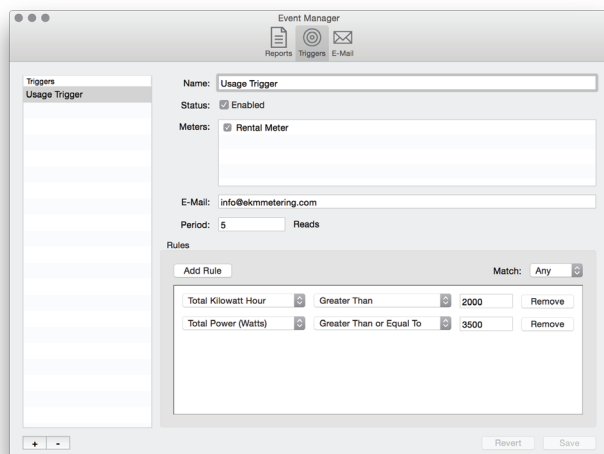 Event Manager
Reports Triggers E-Mail
Triggers
Usage Trigger
Name: Usage Trigger
Status: Enabled
Meters: Rental Meter
E-Mail: info@ekmmetering.com
Period: 5 Reads
Rules
Add Rule Match: Any
Total Kilowatt Hour Greater Than 2000 Remove
Total Power (Watts) Greater Than or Equal To 3500 Remove
+ - Revert Save